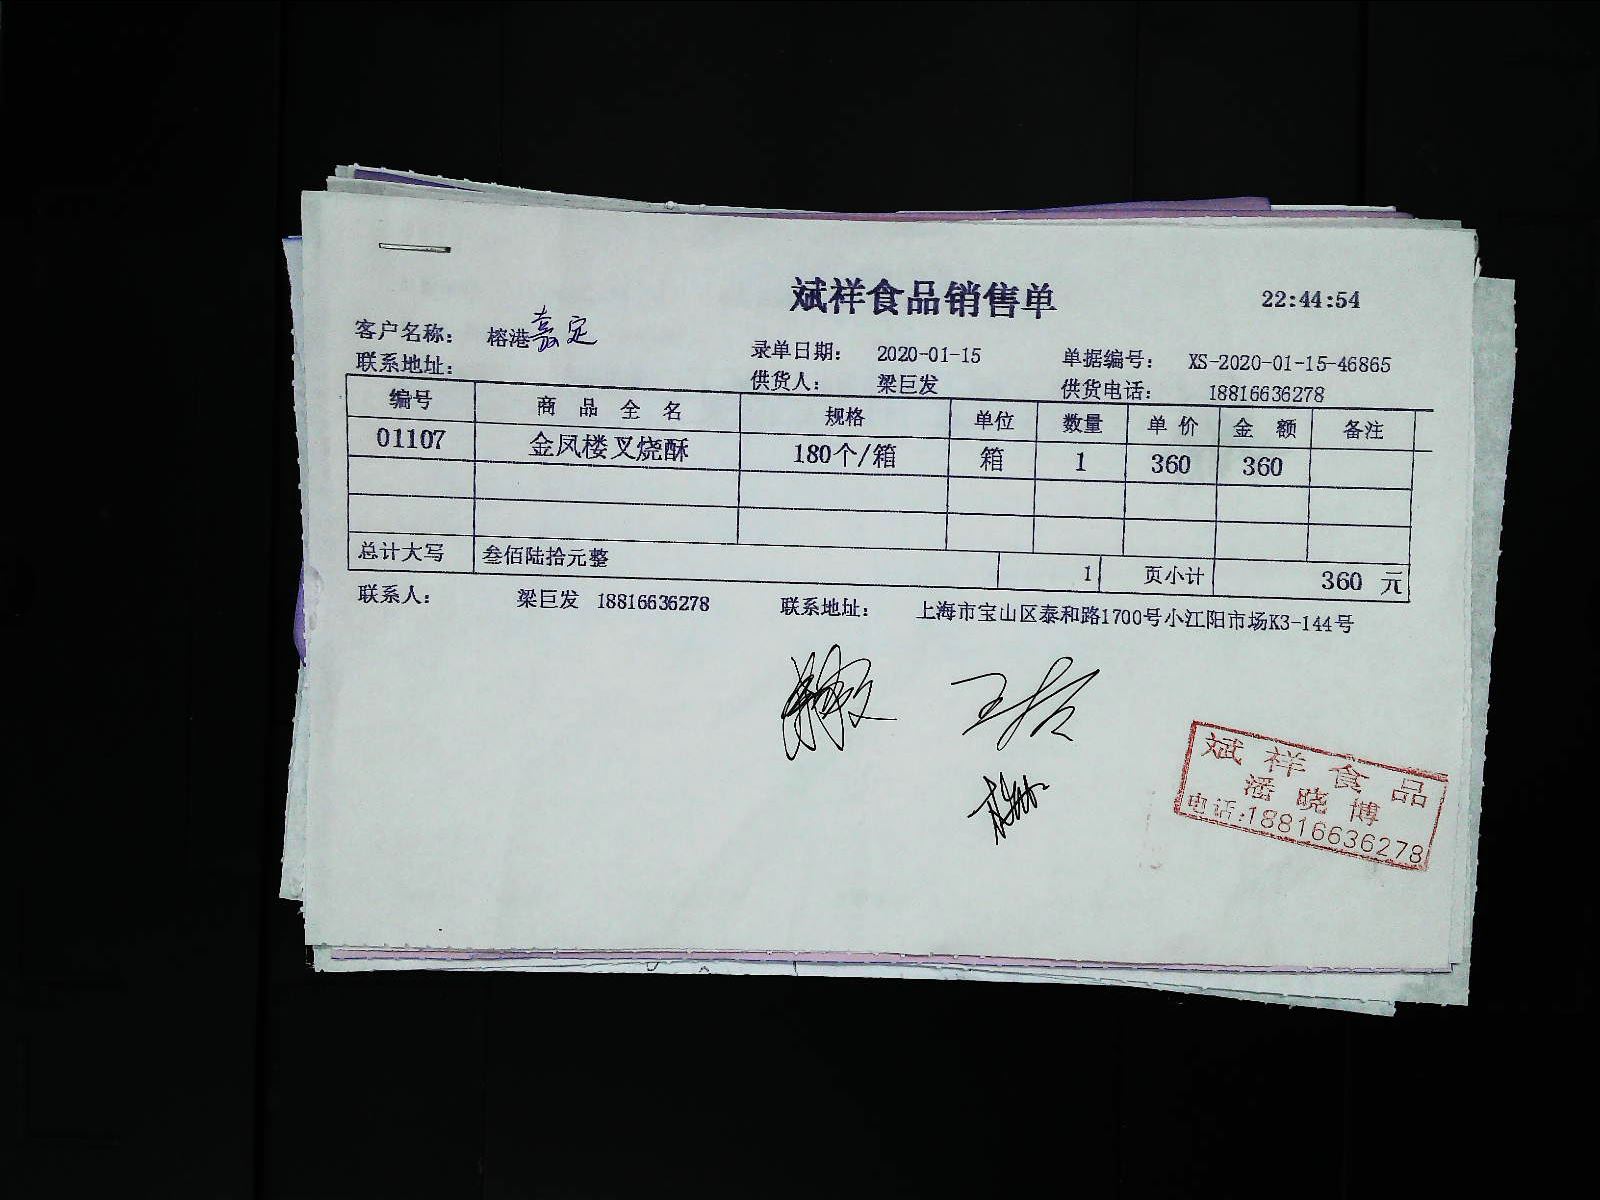 斌祥食品销售单 22:44:54
客户名称： 榕港嘉定 录单日期： 2020-01-15 单据编号： XS-2020-01-15-46865
联系地址： 供货人： 梁巨发 供货电话： 18816636278
编号 商品全名 规格 单位 数量 单价 金额 备注
01107 金凤楼叉烧酥 180个/箱 箱 1 360 360
总计大写 叁佰陆拾元整 1 页小计 360 元
联系人： 梁巨发 18816636278 联系地址： 上海市宝山区泰和路1700号小江阳市场K3-144号
斌祥食品
潘晓博
电话:18816636278